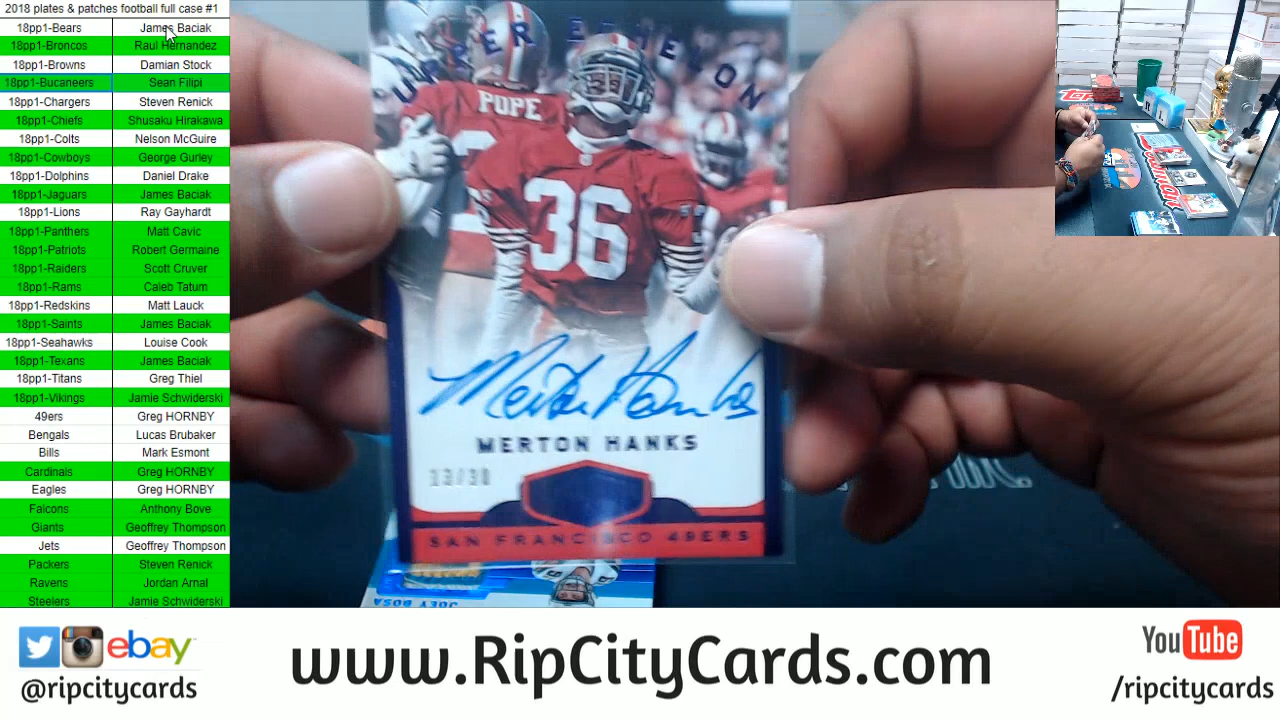 2018 plates & patches football full case #1
18pp1-Bears James Baciak
18pp1-Broncos Raul Hernandez
18pp1-Browns Damian Stock
18pp1-Bucaneers Sean Filipi
18pp1-Chargers Steven Renick
18pp1-Chiefs Shusaku Hirakawa
18pp1-Colts Nelson McGuire
18pp1-Cowboys George Gurley
18pp1-Dolphins Daniel Drake
18pp1-Jaguars James Baciak
18pp1-Lions Ray Gayhardt
18pp1-Panthers Matt Cavic
18pp1-Patriots Robert Germaine
18pp1-Raiders Scott Cruver
18pp1-Rams Caleb Tatum
18pp1-Redskins Matt Lauck
18pp1-Saints James Baciak
18pp1-Seahawks Louise Cook
18pp1-Texans James Baciak
18pp1-Titans Greg Thiel
18pp1-Vikings Jamie Schwiderski
49ers Greg HORNBY
Bengals Lucas Brubaker
Bills Mark Esmont
Cardinals Greg HORNBY
Eagles Greg HORNBY
Falcons Anthony Bove
Giants Geoffrey Thompson
Jets Geoffrey Thompson
Packers Steven Renick
Ravens Jordan Arnal
Steelers Jamie Schwiderski
POPE
36
Merton Hanks
MERTON HANKS
13/30
SAN FRANCISCO 49ERS
JOEY BOSA
ebay
@ripcitycards
www.RipCityCards.com
YouTube
/ripcitycards